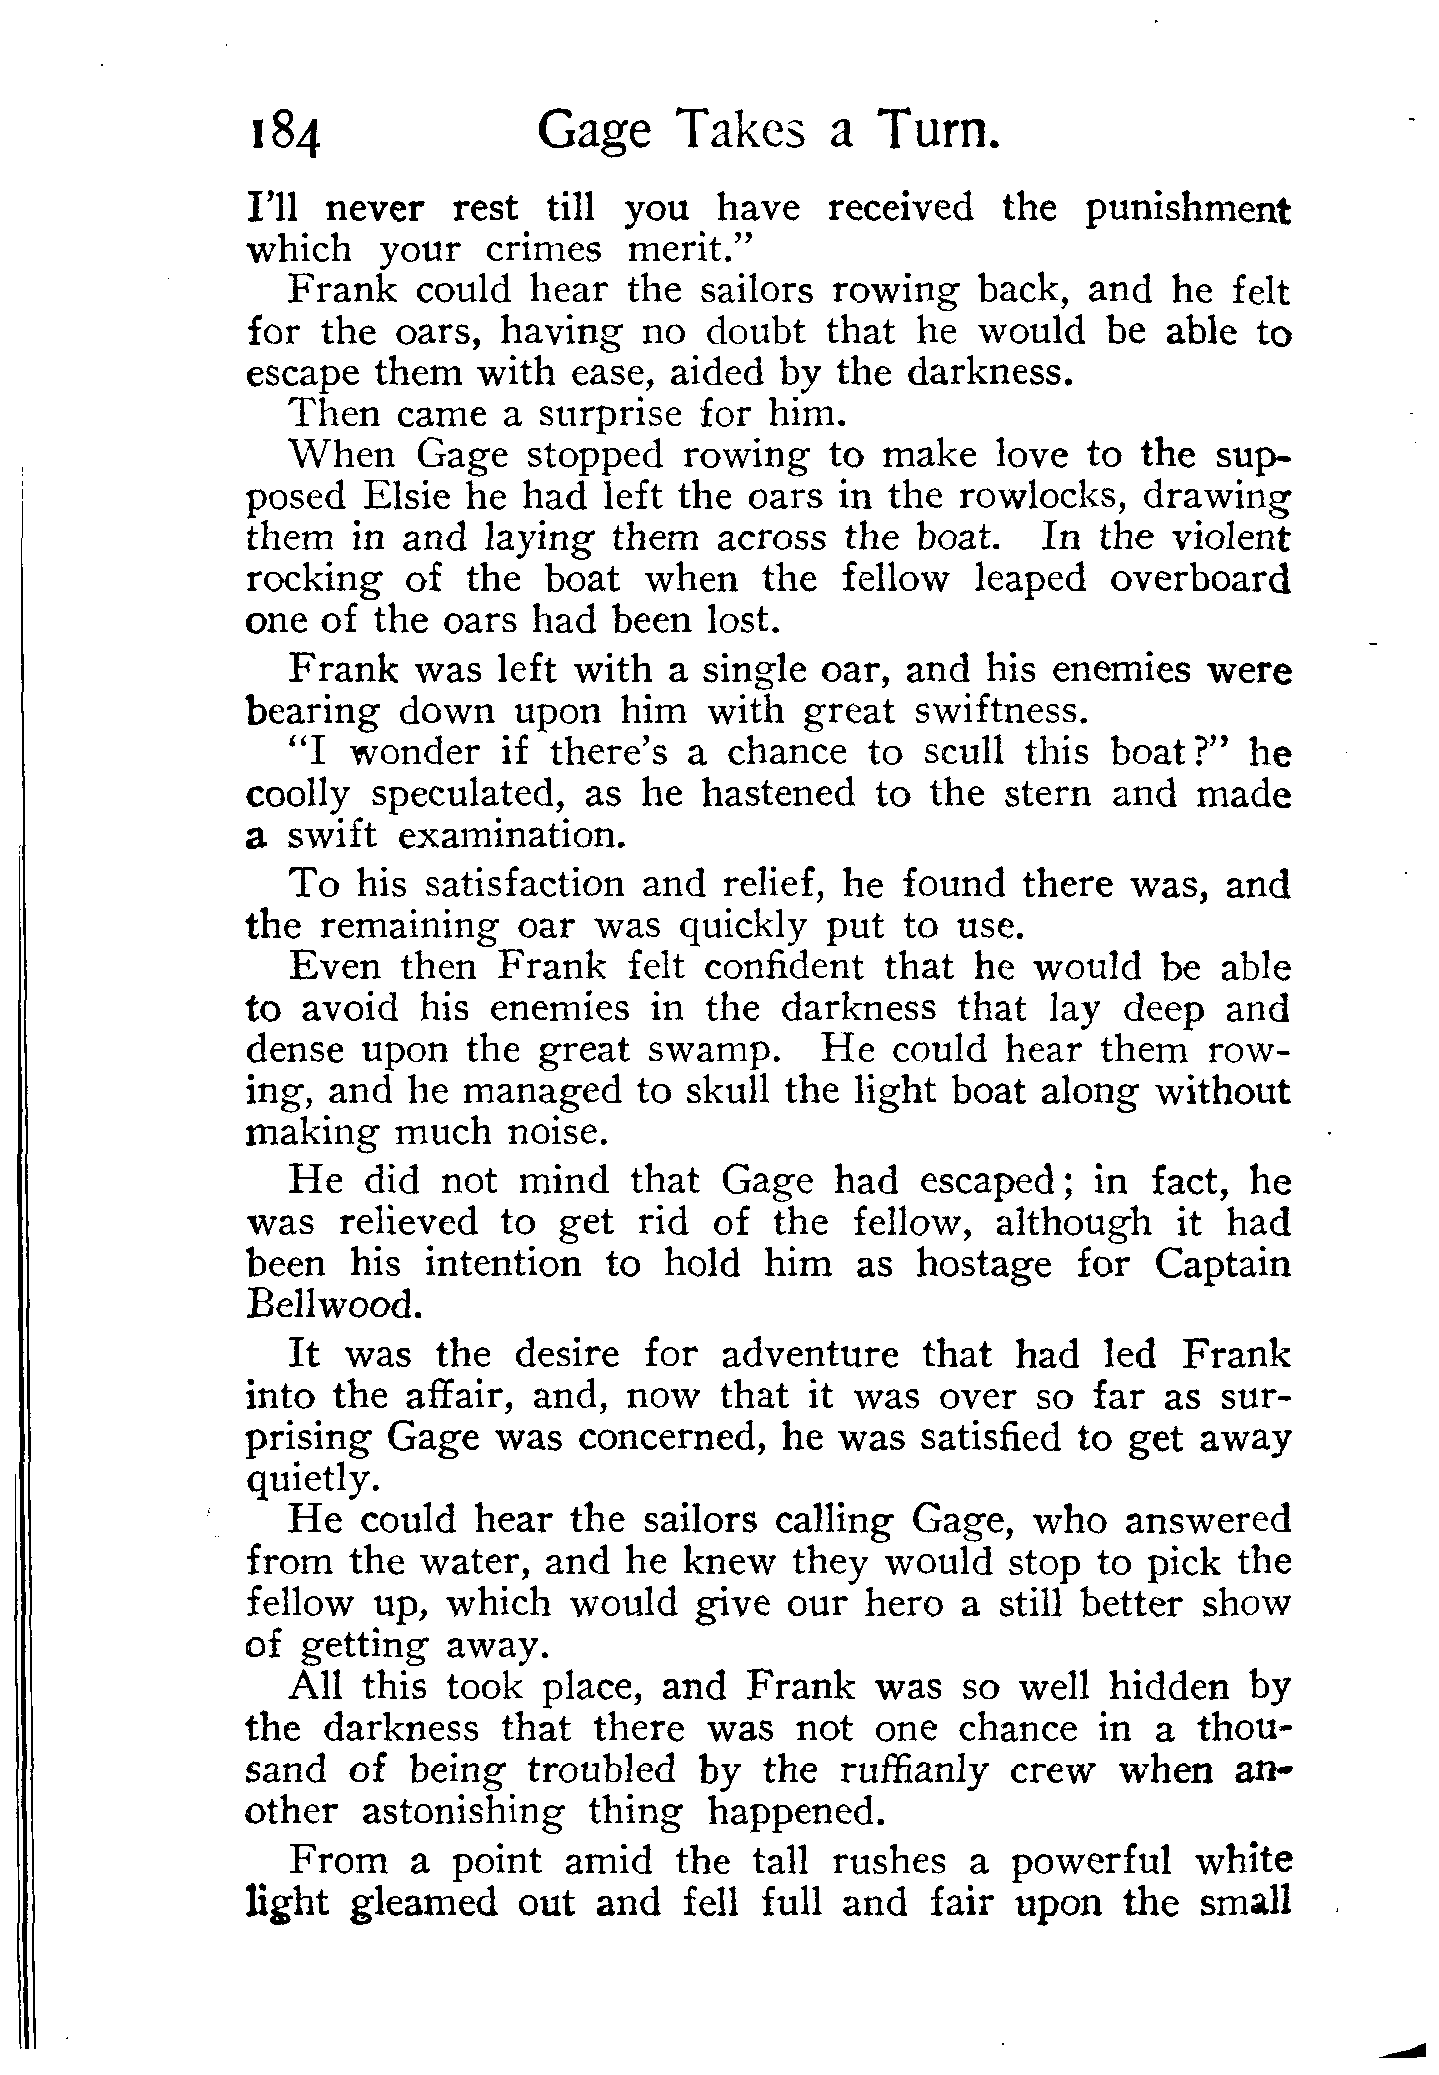 184 Gage Takes a Turn.
I'll never rest till you have received the punishment
which your crimes merit."
Frank could hear the sailors rowing back, and he felt
for the oars, having no doubt that he would be able to
escape them with ease, aided by the darkness.
Then came a surprise for him.
When Gage stopped rowing to make love to the sup-
posed Elsie he had left the oars in the rowlocks, drawing
them in and laying them across the boat. In the violent
rocking of the boat when the fellow leaped overboard
one of the oars had been lost.
Frank was left with a single oar, and his enemies were
bearing down upon him with great swiftness.
"I wonder if there's a chance to scull this boat?" he
coolly speculated, as he hastened to the stern and made
a swift examination.
To his satisfaction and relief, he found there was, and
the remaining oar was quickly put to use.
Even then Frank felt confident that he would be able
to avoid his enemies in the darkness that lay deep and
dense upon the great swamp. He could hear them row-
ing, and he managed to skull the light boat along without
making much noise.
He did not mind that Gage had escaped; in fact, he
was relieved to get rid of the fellow, although it had
been his intention to hold him as hostage for Captain
Bellwood.
It was the desire for adventure that had led Frank
into the affair, and, now that it was over so far as sur-
prising Gage was concerned, he was satisfied to get away
quietly.
He could hear the sailors calling Gage, who answered
from the water, and he knew they would stop to pick the
fellow up, which would give our hero a still better show
of getting away.
All this took place, and Frank was so well hidden by
the darkness that there was not one chance in a thou-
sand of being troubled by the ruffianly crew when an-
other astonishing thing happened.
From a point amid the tall rushes a powerful white
light gleamed out and fell full and fair upon the small